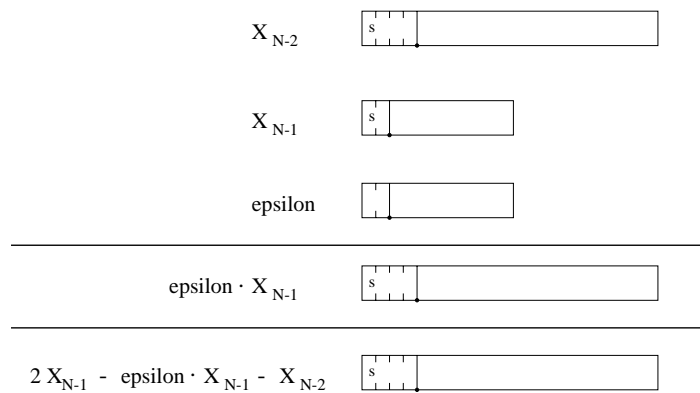 X N-2 s
X N-1 s
epsilon
epsilon · X N-1 s
2 X N-1 - epsilon · X N-1 - X N-2 s